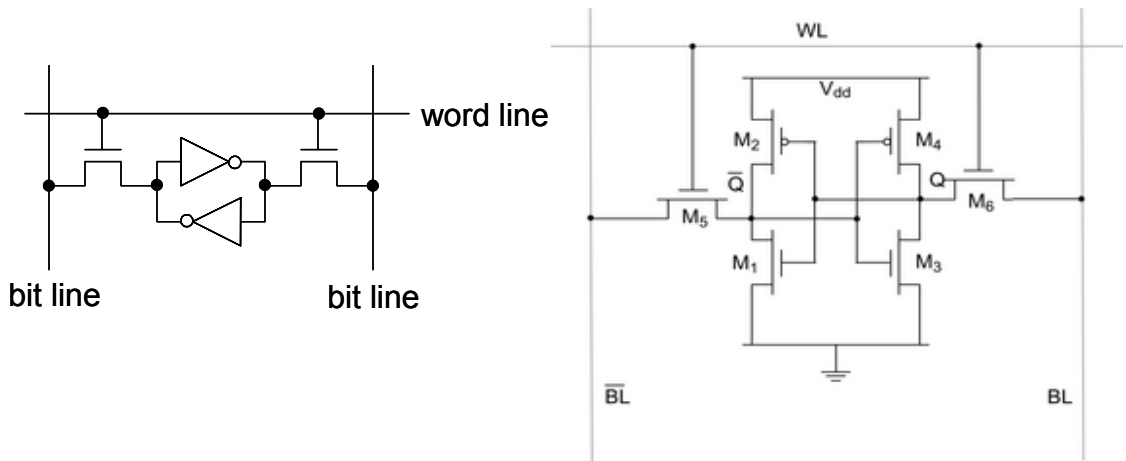 word line
bit line
bit line
WL
Vdd
M2
M4
Q̅
Q
M5
M6
M1
M3
B̅L̅
BL